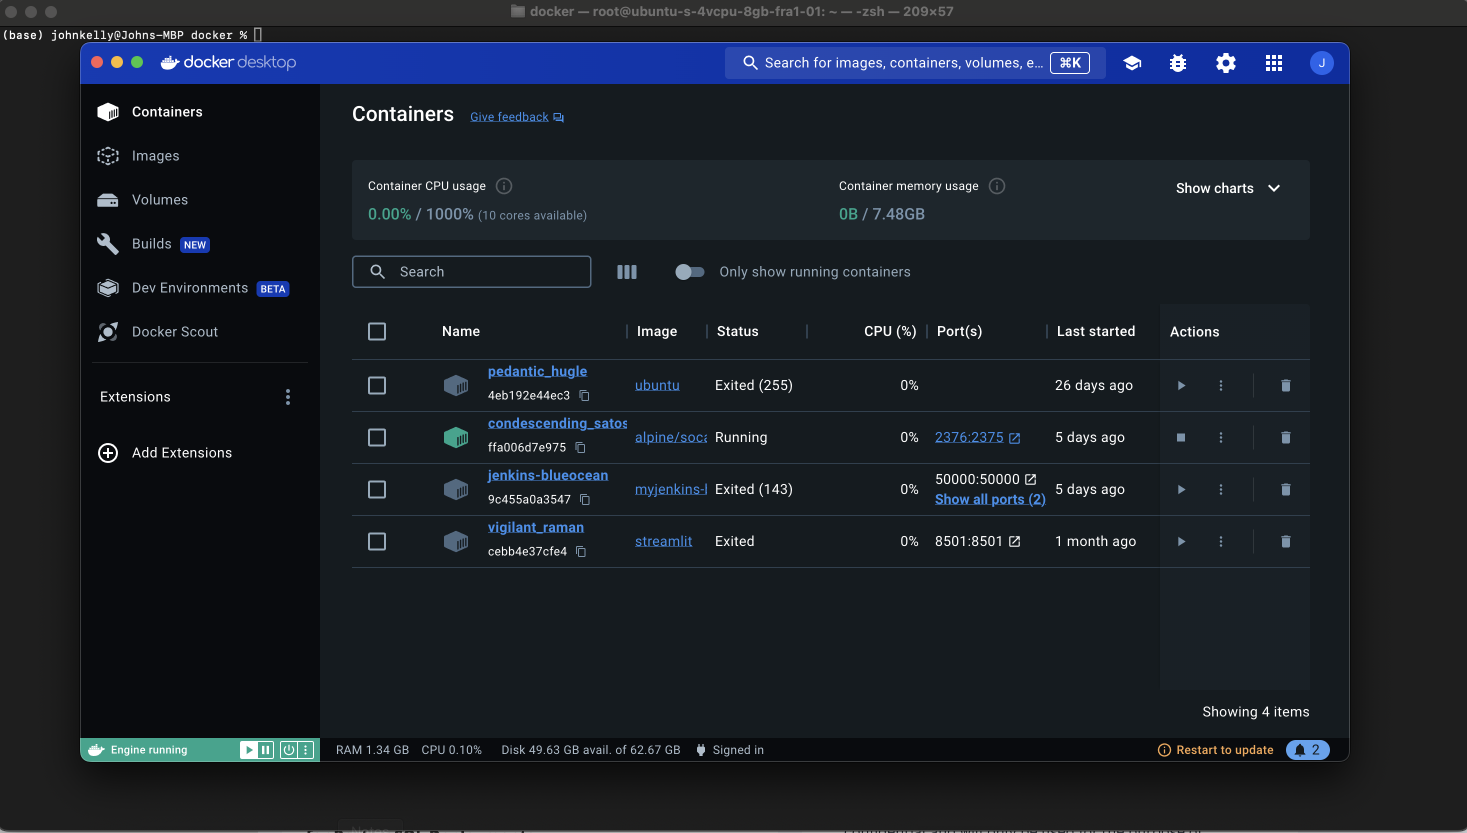 docker — root@ubuntu-s-4vcpu-8gb-fra1-01: ~ — -zsh — 209×57
(base) johnkelly@Johns-MBP docker %
docker desktop
Search for images, containers, volumes, e... ⌘K
J
Containers
Images
Volumes
Builds NEW
Dev Environments BETA
Docker Scout
Extensions
Add Extensions
Containers Give feedback
Container CPU usage
0.00% / 1000% (10 cores available)
Container memory usage
0B / 7.48GB
Show charts
Search
Only show running containers
Name Image Status CPU (%) Port(s) Last started Actions
pedantic_hugle
4eb192e44ec3
ubuntu Exited (255) 0% 26 days ago
condescending_satos
ffa006d7e975
alpine/soca Running 0% 2376:2375 5 days ago
jenkins-blueocean
9c455a0a3547
myjenkins-l Exited (143) 0% 50000:50000
Show all ports (2)
5 days ago
vigilant_raman
cebb4e37cfe4
streamlit Exited 0% 8501:8501 1 month ago
Showing 4 items
Engine running
RAM 1.34 GB CPU 0.10% Disk 49.63 GB avail. of 62.67 GB Signed in
Restart to update 2